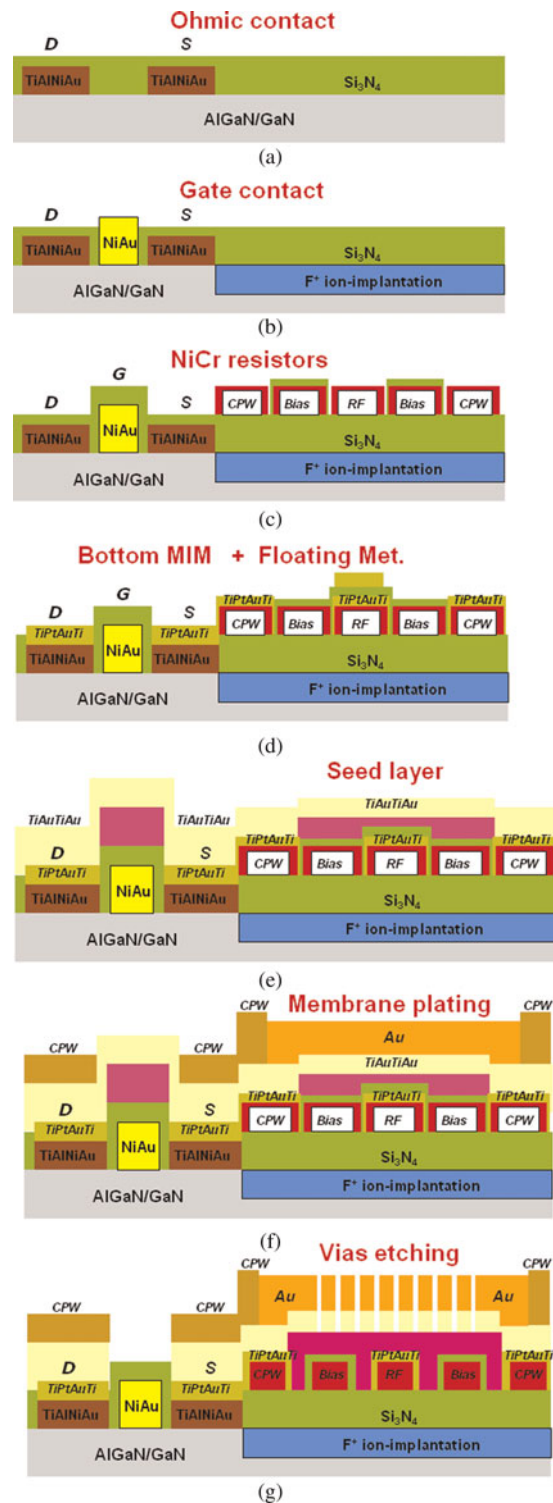 Ohmic contact
D S
TiAlNiAu TiAlNiAu Si₃N₄
AlGaN/GaN
(a)
Gate contact
D S
TiAlNiAu NiAu TiAlNiAu Si₃N₄
AlGaN/GaN F⁺ ion-implantation
(b)
NiCr resistors
G
D S CPW Bias RF Bias CPW
TiAlNiAu NiAu TiAlNiAu Si₃N₄
AlGaN/GaN F⁺ ion-implantation
(c)
Bottom MIM + Floating Met.
D G S TiPtAuTi TiPtAuTi TiPtAuTi
TiPtAuTi TiPtAuTi CPW Bias RF Bias CPW
TiAlNiAu NiAu TiAlNiAu Si₃N₄
AlGaN/GaN F⁺ ion-implantation
(d)
Seed layer
TiAuTiAu TiAuTiAu TiAuTiAu
D S TiPtAuTi TiPtAuTi TiPtAuTi
TiPtAuTi TiPtAuTi CPW Bias RF Bias CPW
TiAlNiAu NiAu TiAlNiAu Si₃N₄
AlGaN/GaN F⁺ ion-implantation
(e)
CPW Membrane plating CPW
CPW CPW Au
TiAuTiAu
D S TiPtAuTi TiPtAuTi TiPtAuTi
TiPtAuTi TiPtAuTi CPW Bias RF Bias CPW
TiAlNiAu NiAu TiAlNiAu Si₃N₄
AlGaN/GaN F⁺ ion-implantation
(f)
Vias etching
CPW CPW
CPW CPW Au Au
D S TiPtAuTi TiPtAuTi TiPtAuTi
TiPtAuTi TiPtAuTi CPW Bias RF Bias CPW
TiAlNiAu NiAu TiAlNiAu Si₃N₄
AlGaN/GaN F⁺ ion-implantation
(g)